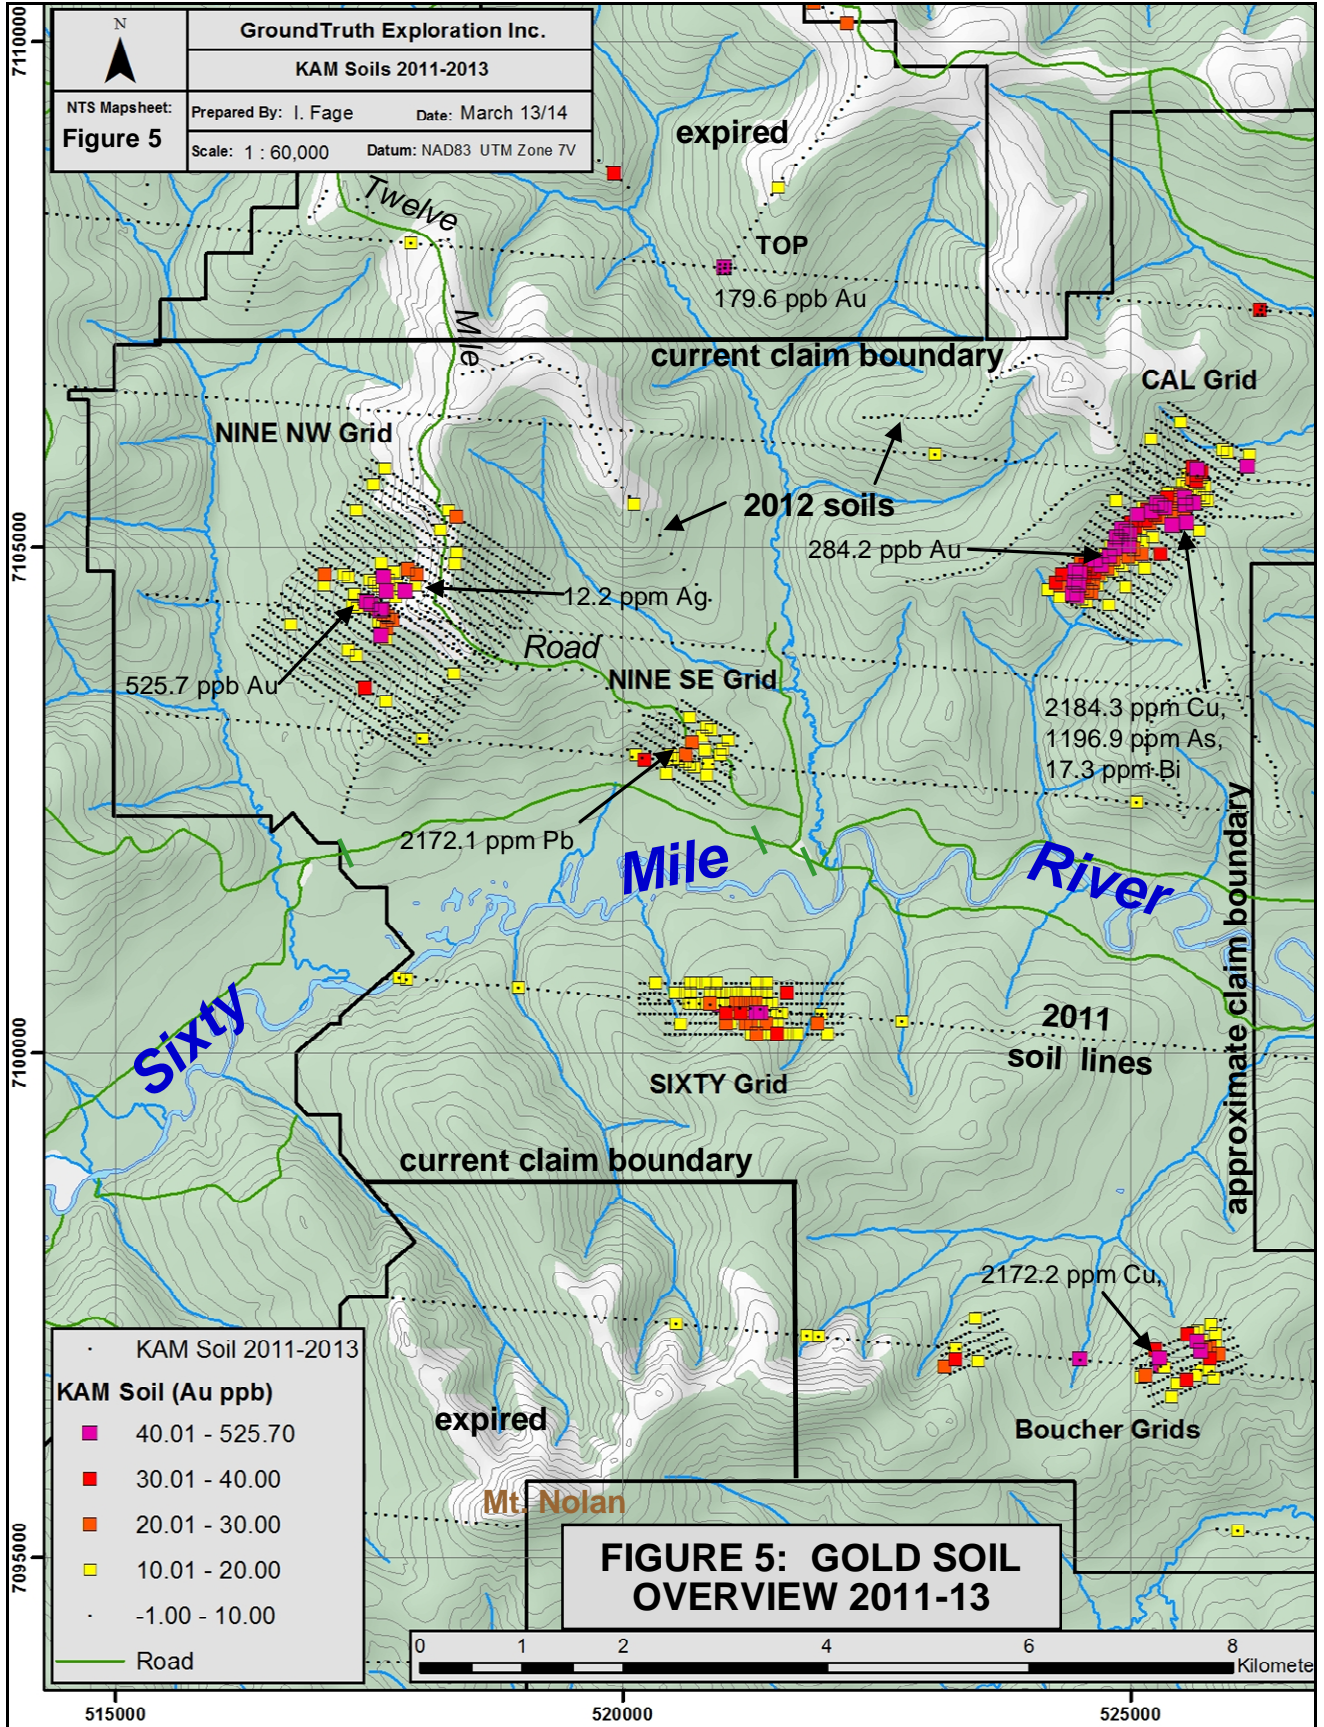 N
GroundTruth Exploration Inc.
KAM Soils 2011-2013
NTS Mapsheet:
Figure 5
Prepared By: I. Fage
Date: March 13/14
Scale: 1 : 60,000
Datum: NAD83 UTM Zone 7V
7110000
7105000
7100000
7095000
expired
Twelve
TOP
179.6 ppb Au
Mile
current claim boundary
CAL Grid
NINE NW Grid
2012 soils
284.2 ppb Au
12.2 ppm Ag
Road
NINE SE Grid
525.7 ppb Au
2184.3 ppm Cu,
1196.9 ppm As,
17.3 ppm Bi
2172.1 ppm Pb
Mile
River
Sixty
approximate claim boundary
2011
soil lines
SIXTY Grid
current claim boundary
2172.2 ppm Cu,
expired
Boucher Grids
Mt. Nolan
KAM Soil 2011-2013
KAM Soil (Au ppb)
40.01 - 525.70
30.01 - 40.00
20.01 - 30.00
10.01 - 20.00
-1.00 - 10.00
Road
FIGURE 5: GOLD SOIL
OVERVIEW 2011-13
0 1 2 4 6 8
Kilomete
515000 520000 525000